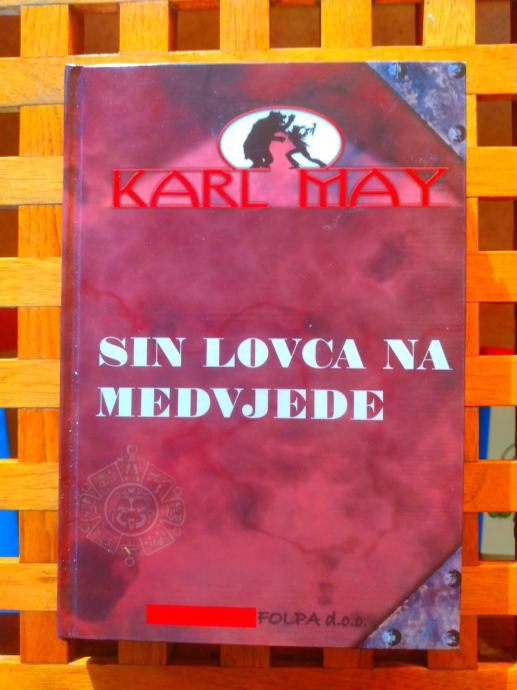 KARL MAY
SIN LOVCA NA
MEDVJEDE
FOLPA d.o.o.